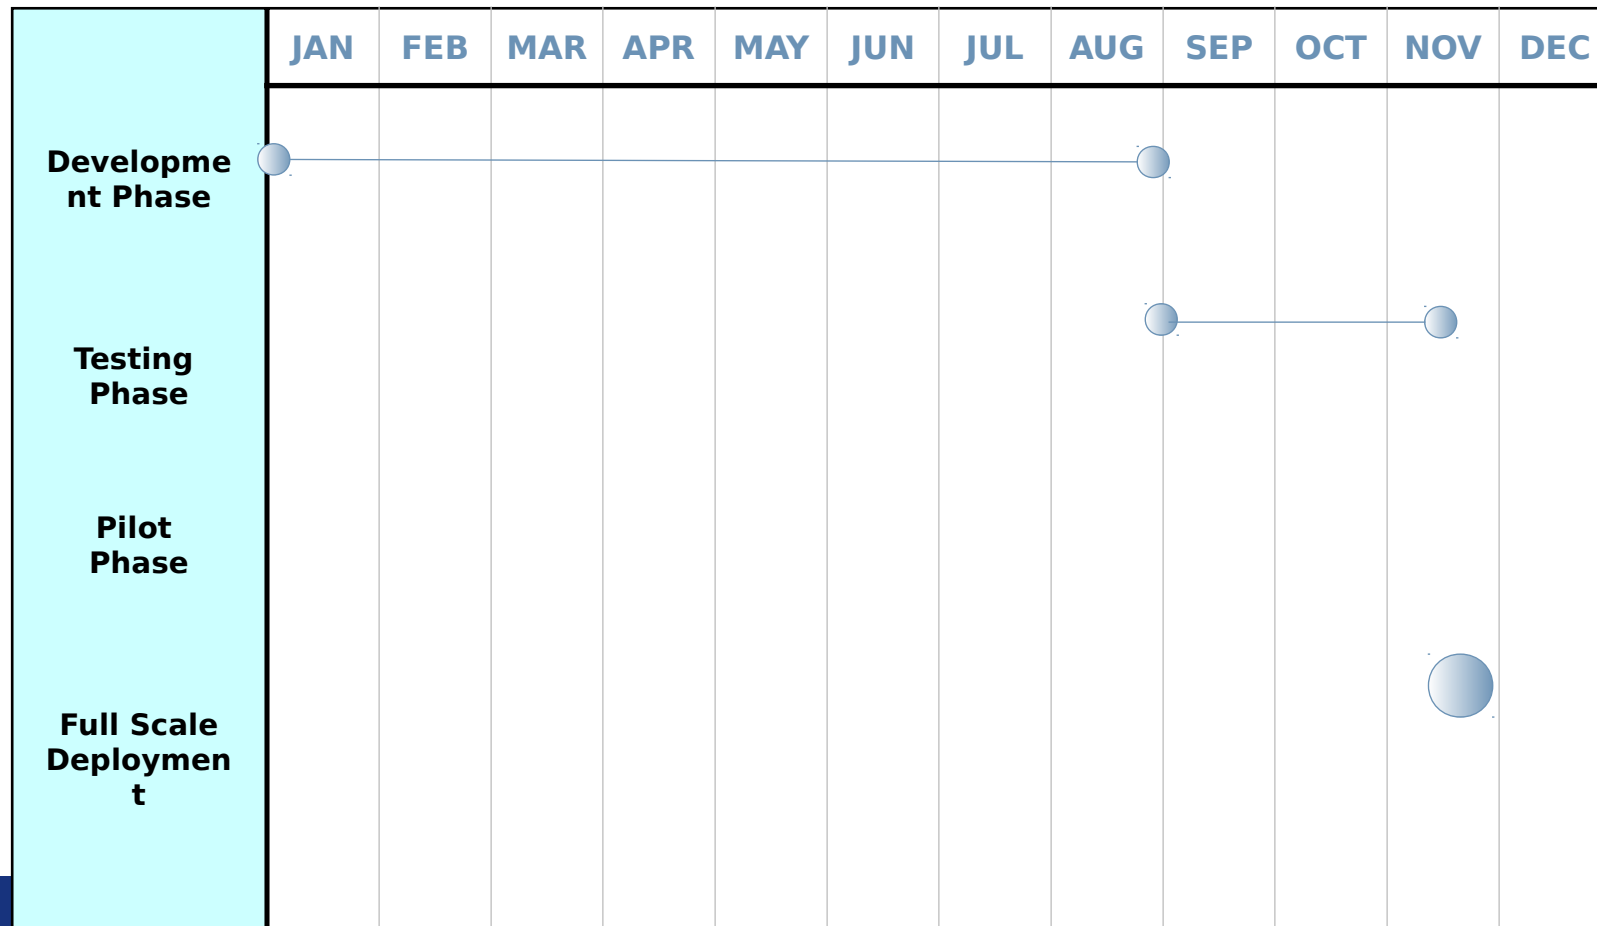 JAN FEB MAR APR MAY JUN JUL AUG SEP OCT NOV DEC
Developme
nt Phase
Testing
Phase
Pilot
Phase
Full Scale
Deploymen
t